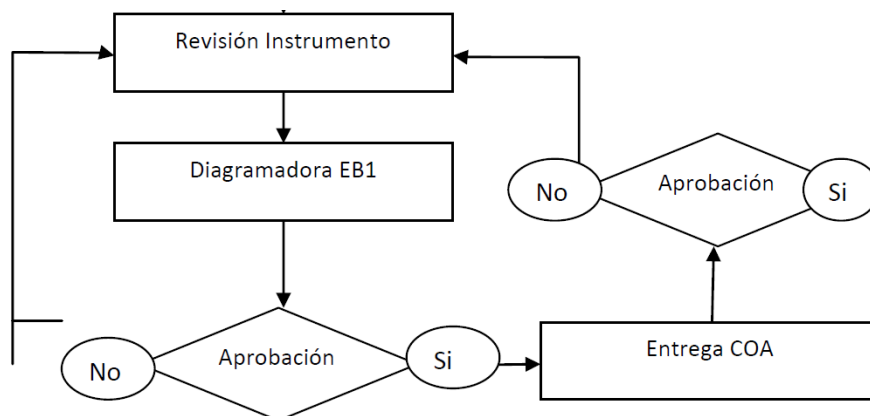 Revisión Instrumento
Diagramadora EB1
No
Aprobación
Si
No
Aprobación
Si
Entrega COA